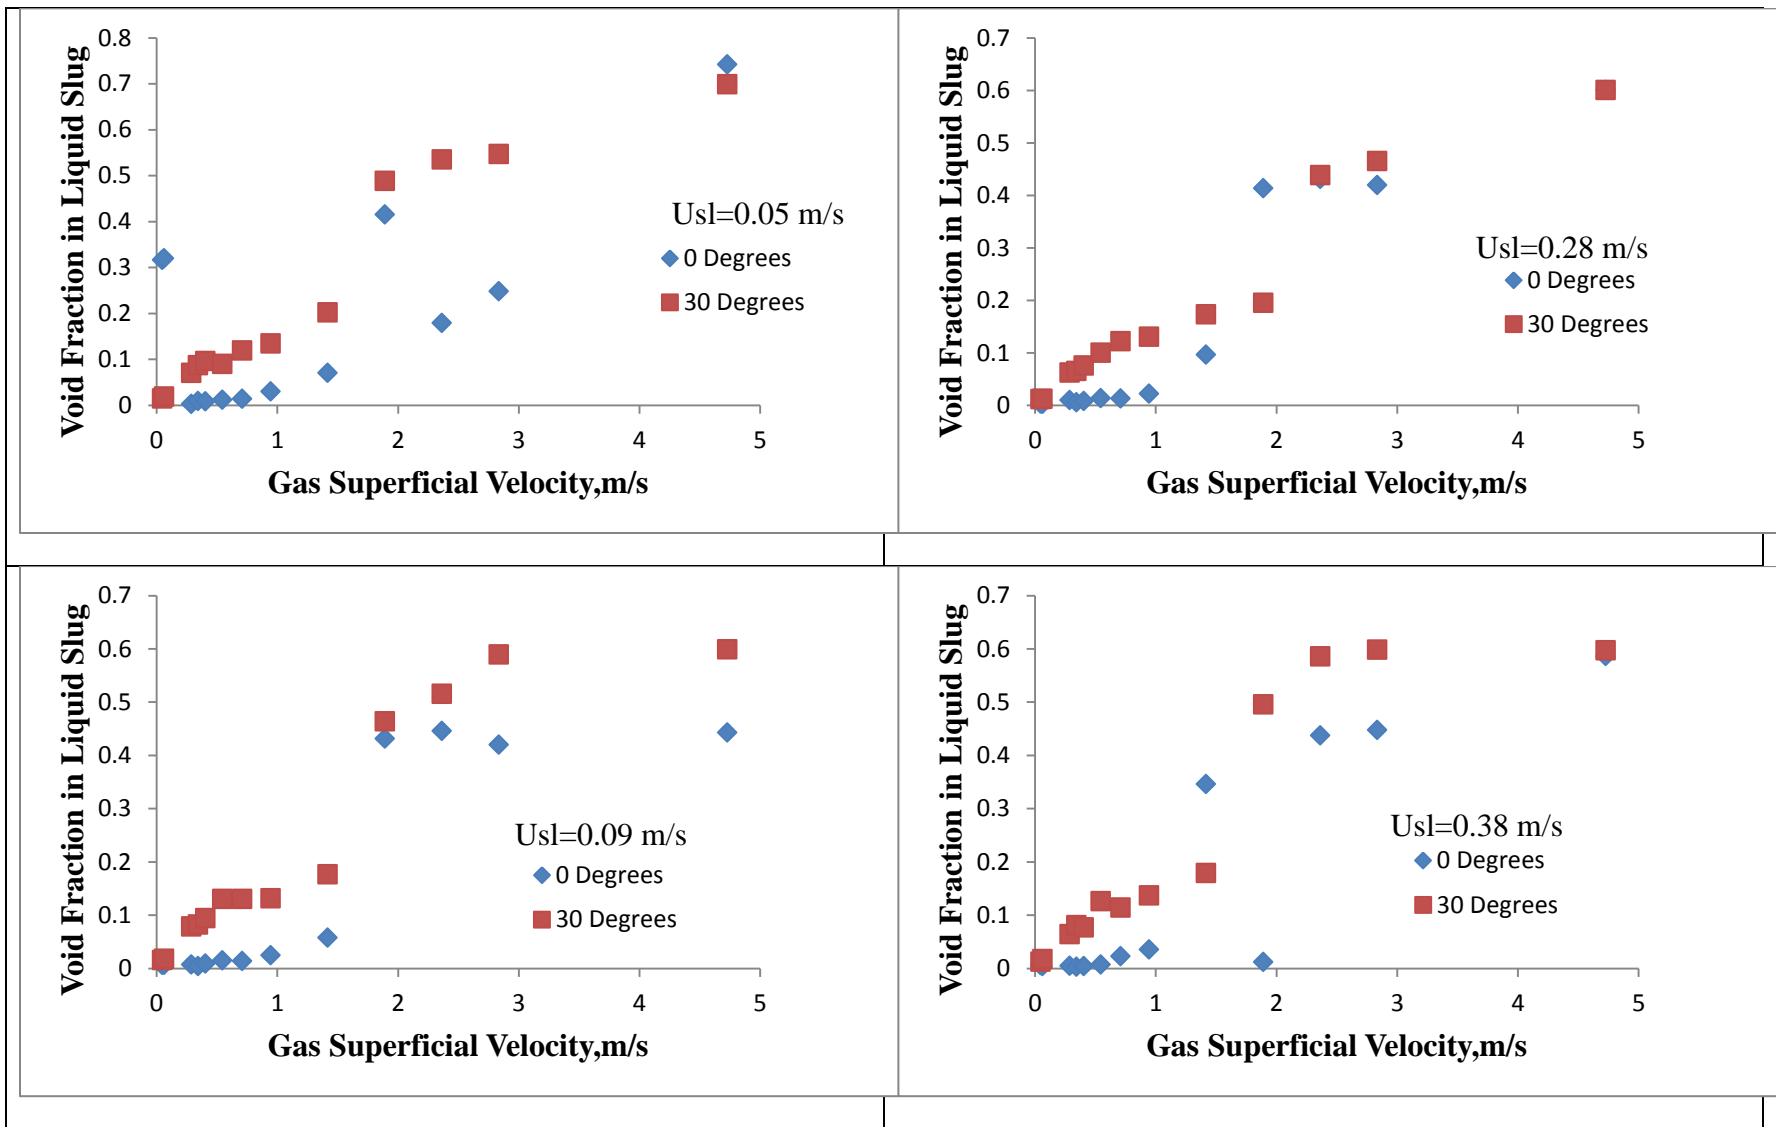 Void Fraction in Liquid Slug
0.8
0.7
0.6
0.5
0.4
0.3
0.2
0.1
0
0 1 2 3 4 5
Gas Superficial Velocity,m/s
Usl=0.05 m/s
0 Degrees
30 Degrees
Void Fraction in Liquid Slug
0.7
0.6
0.5
0.4
0.3
0.2
0.1
0
0 1 2 3 4 5
Gas Superficial Velocity,m/s
Usl=0.28 m/s
0 Degrees
30 Degrees
Void Fraction in Liquid Slug
0.7
0.6
0.5
0.4
0.3
0.2
0.1
0
0 1 2 3 4 5
Gas Superficial Velocity,m/s
Usl=0.09 m/s
0 Degrees
30 Degrees
Void Fraction in Liquid Slug
0.7
0.6
0.5
0.4
0.3
0.2
0.1
0
0 1 2 3 4 5
Gas Superficial Velocity,m/s
Usl=0.38 m/s
0 Degrees
30 Degrees